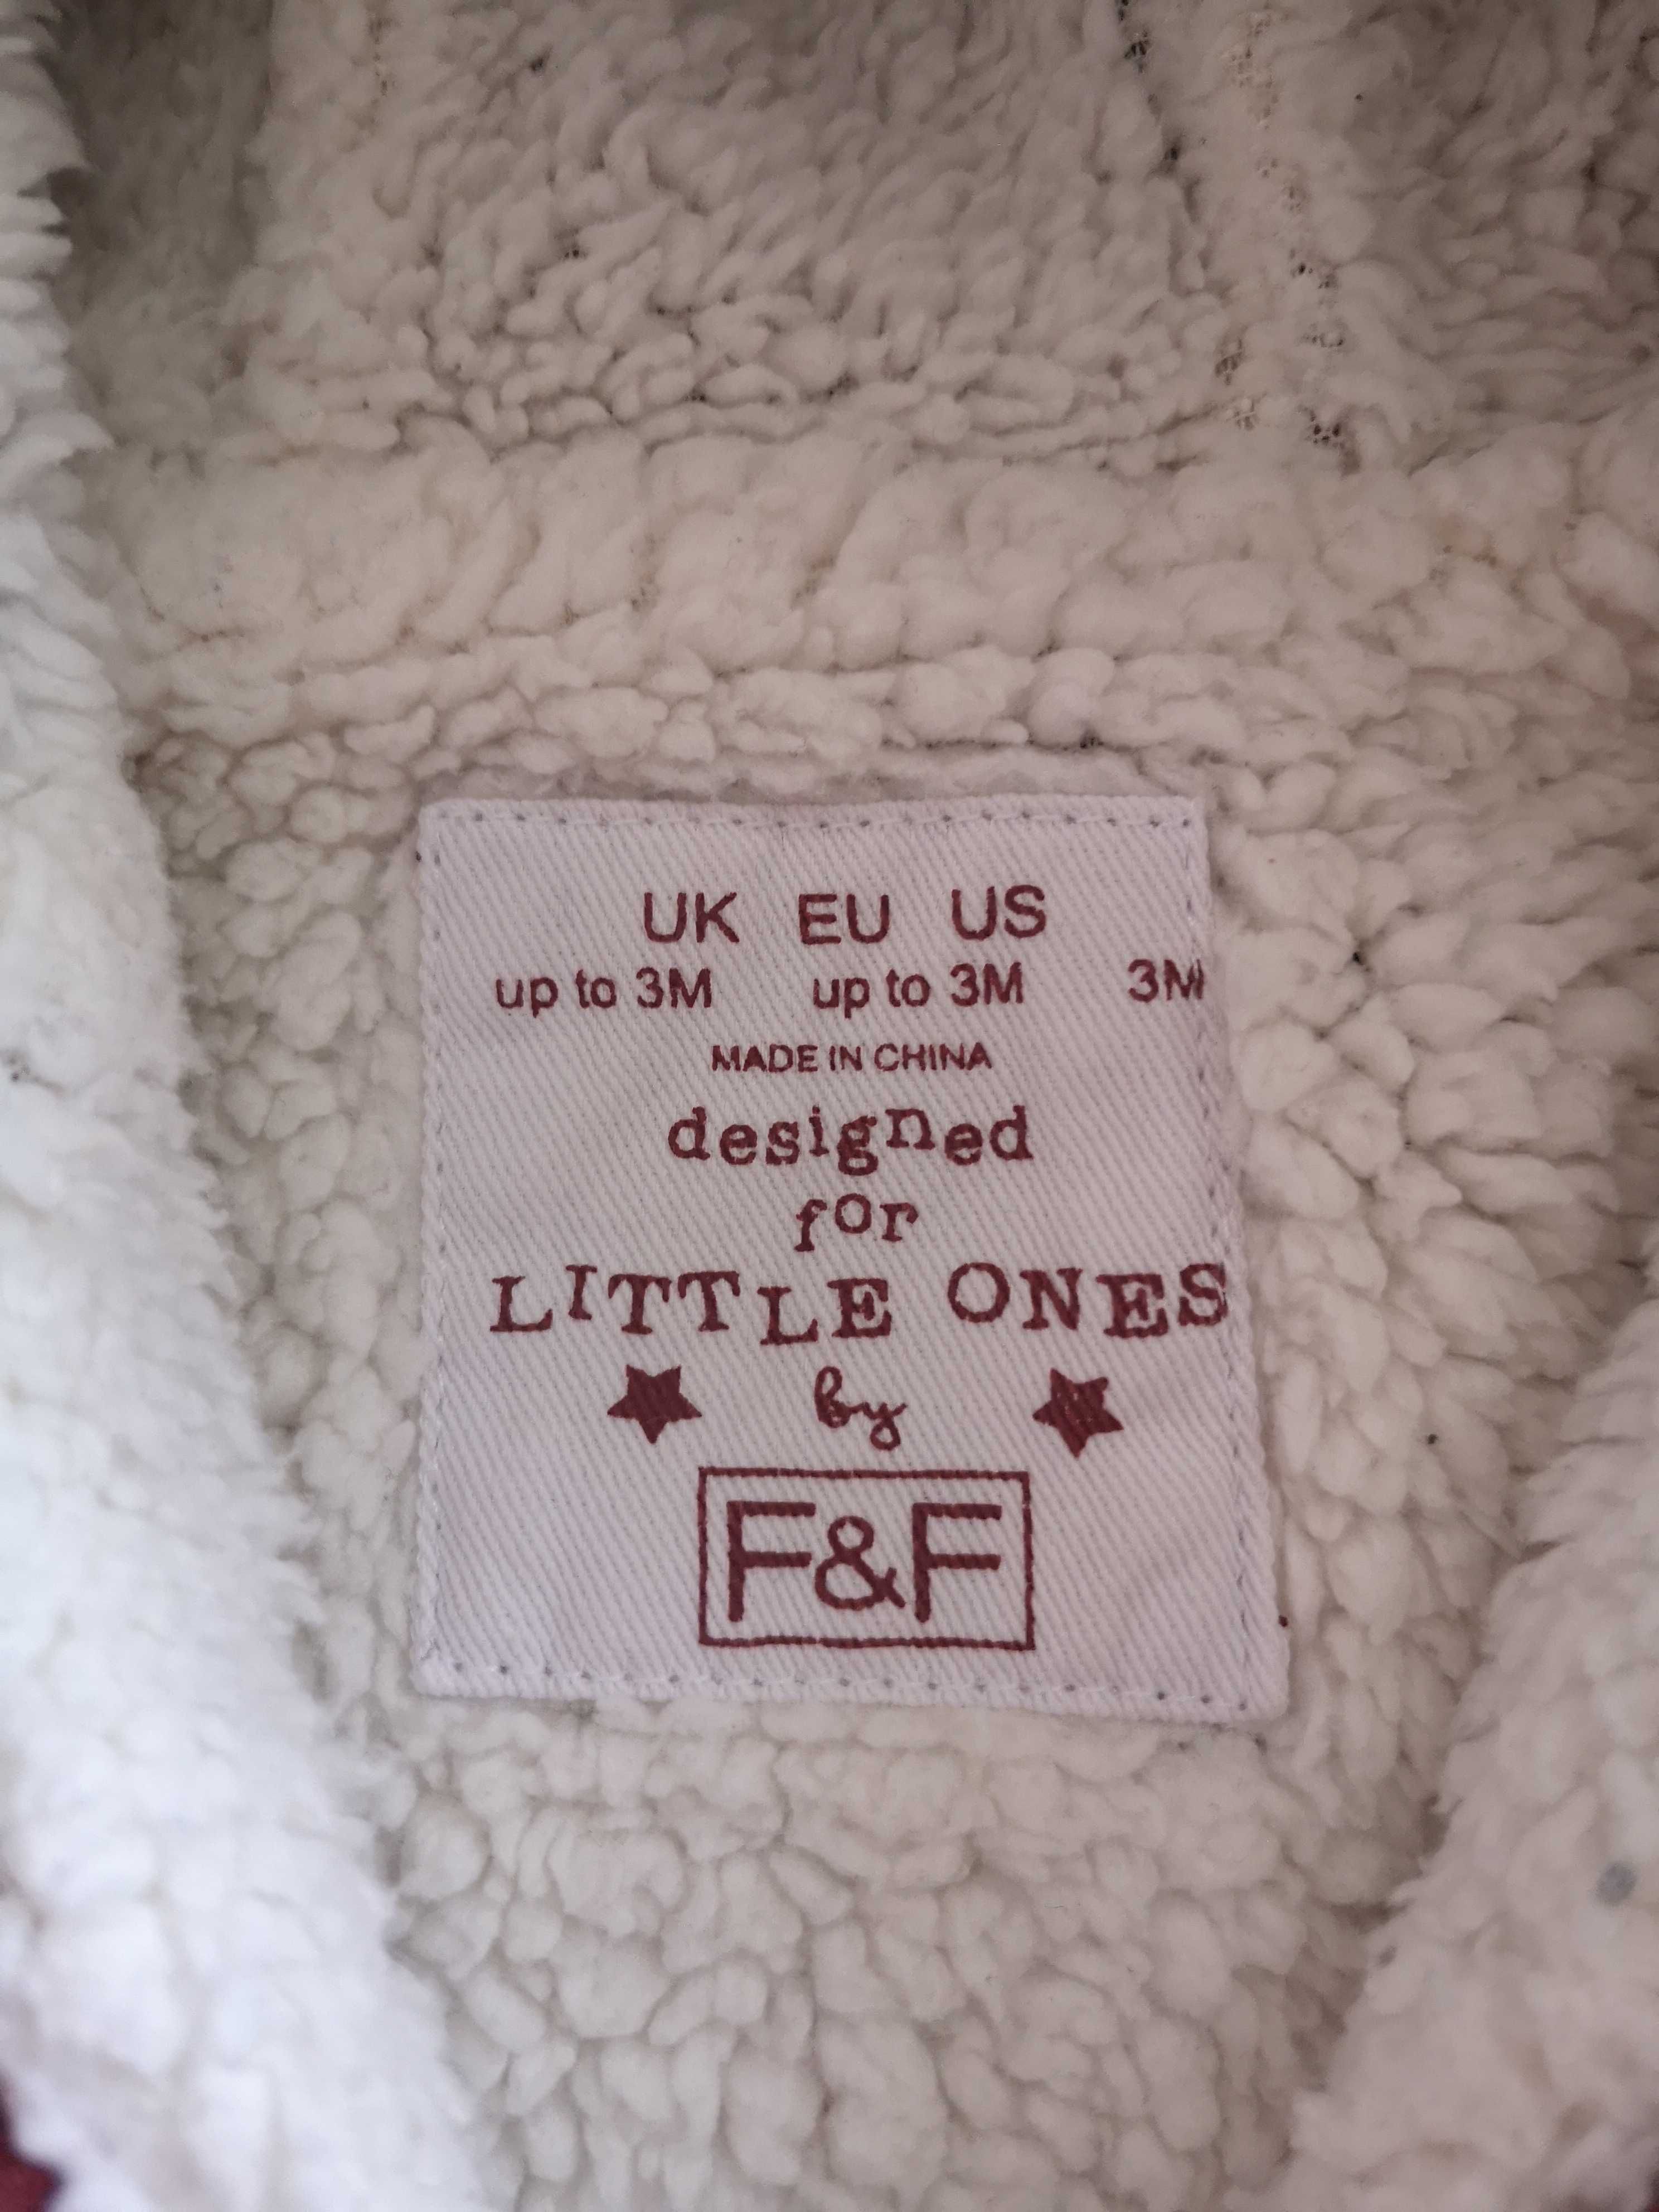 UK EU US
up to 3M up to 3M 3M
MADE IN CHINA
designed
for
LITTLE ONES
by
F&F